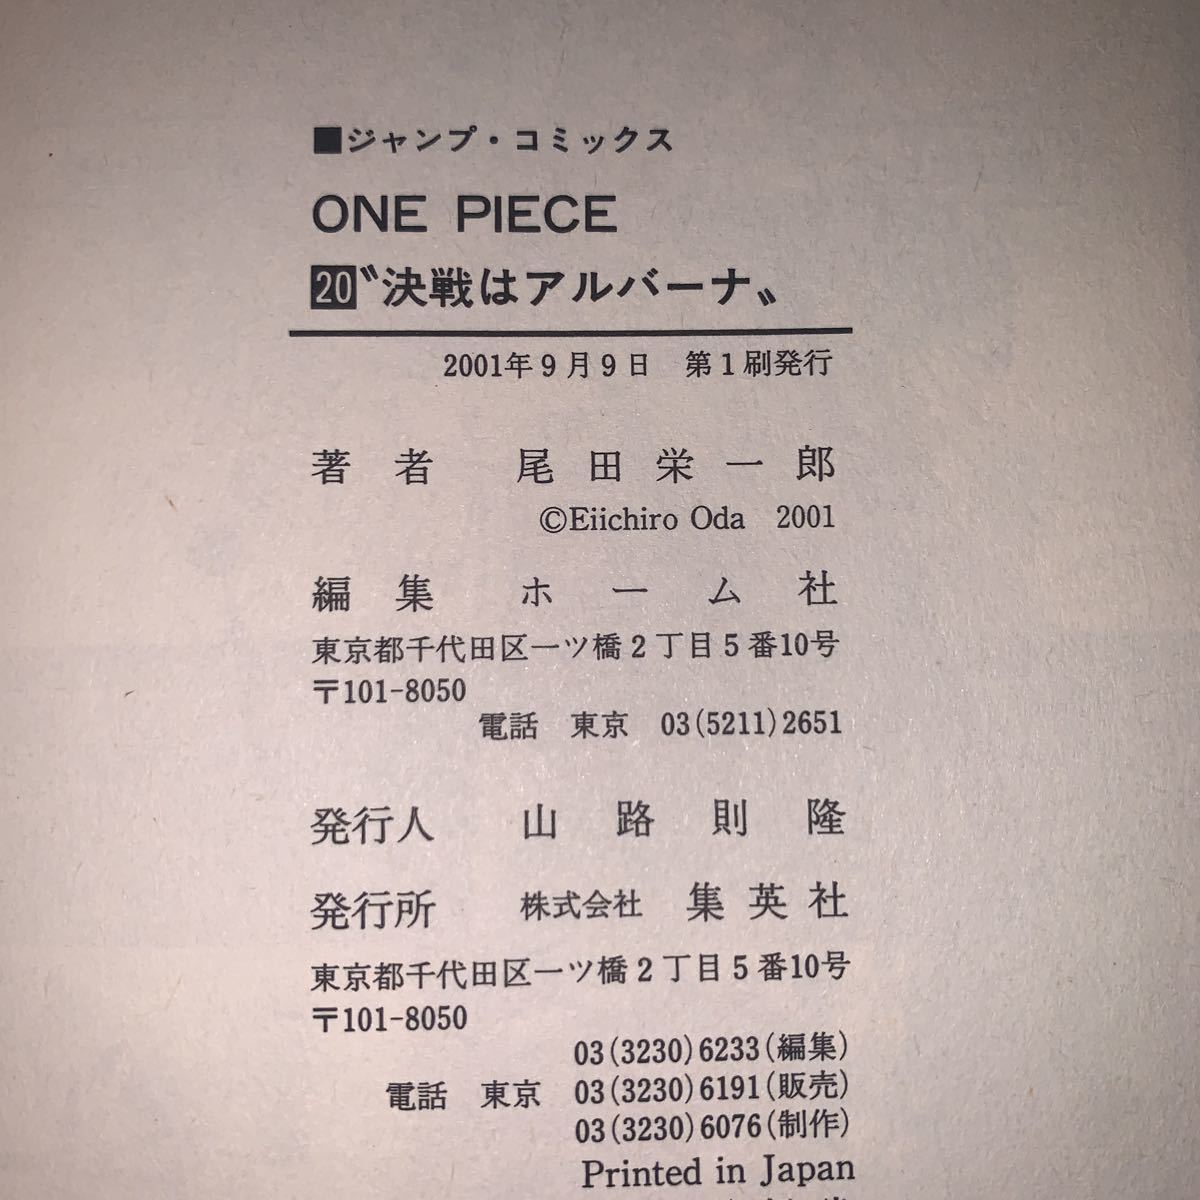 ■ジャンプ・コミックス
ONE PIECE
20〝決戦はアルバーナ〟
2001年9月9日　第1刷発行
著者　尾田栄一郎
©Eiichiro Oda　2001
編集　ホーム社
東京都千代田区一ツ橋2丁目5番10号
〒101-8050
電話　東京　03(5211)2651
発行人　山路則隆
発行所　株式会社　集英社
東京都千代田区一ツ橋2丁目5番10号
〒101-8050
03(3230)6233(編集)
電話　東京　03(3230)6191(販売)
03(3230)6076(制作)
Printed in Japan